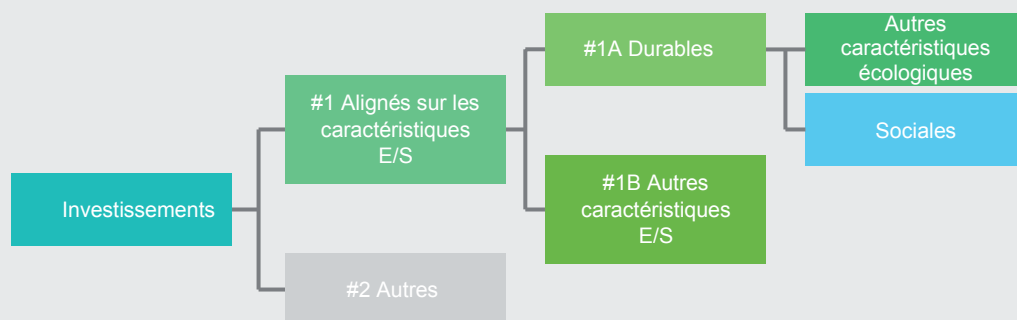 Investissements
#1 Alignés sur les
caractéristiques
E/S
#2 Autres
#1A Durables
#1B Autres
caractéristiques
E/S
Autres
caractéristiques
écologiques
Sociales